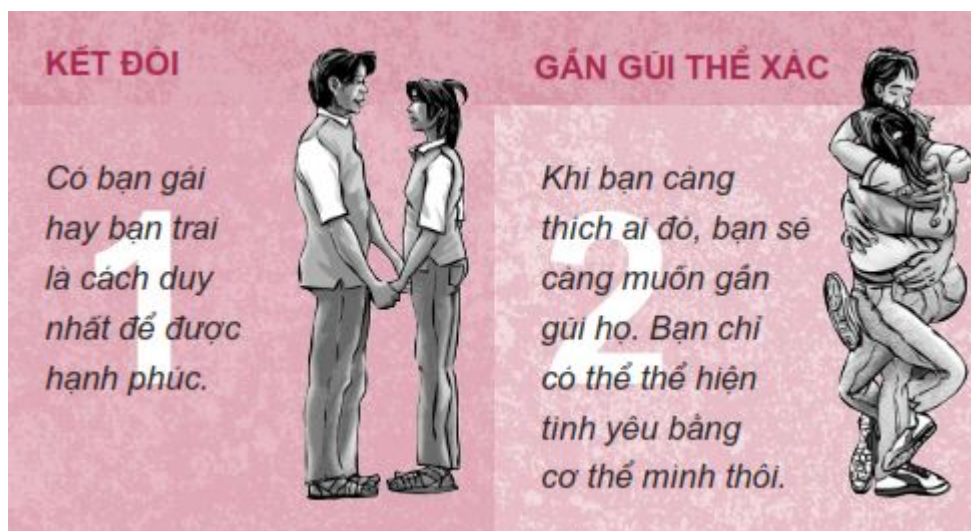 KẾT ĐÔI
1
Có bạn gái
hay bạn trai
là cách duy
nhất để được
hạnh phúc.
GẦN GŨI THỂ XÁC
2
Khi bạn càng
thích ai đó, bạn sẽ
càng muốn gần
gũi họ. Bạn chỉ
có thể thể hiện
tình yêu bằng
cơ thể mình thôi.